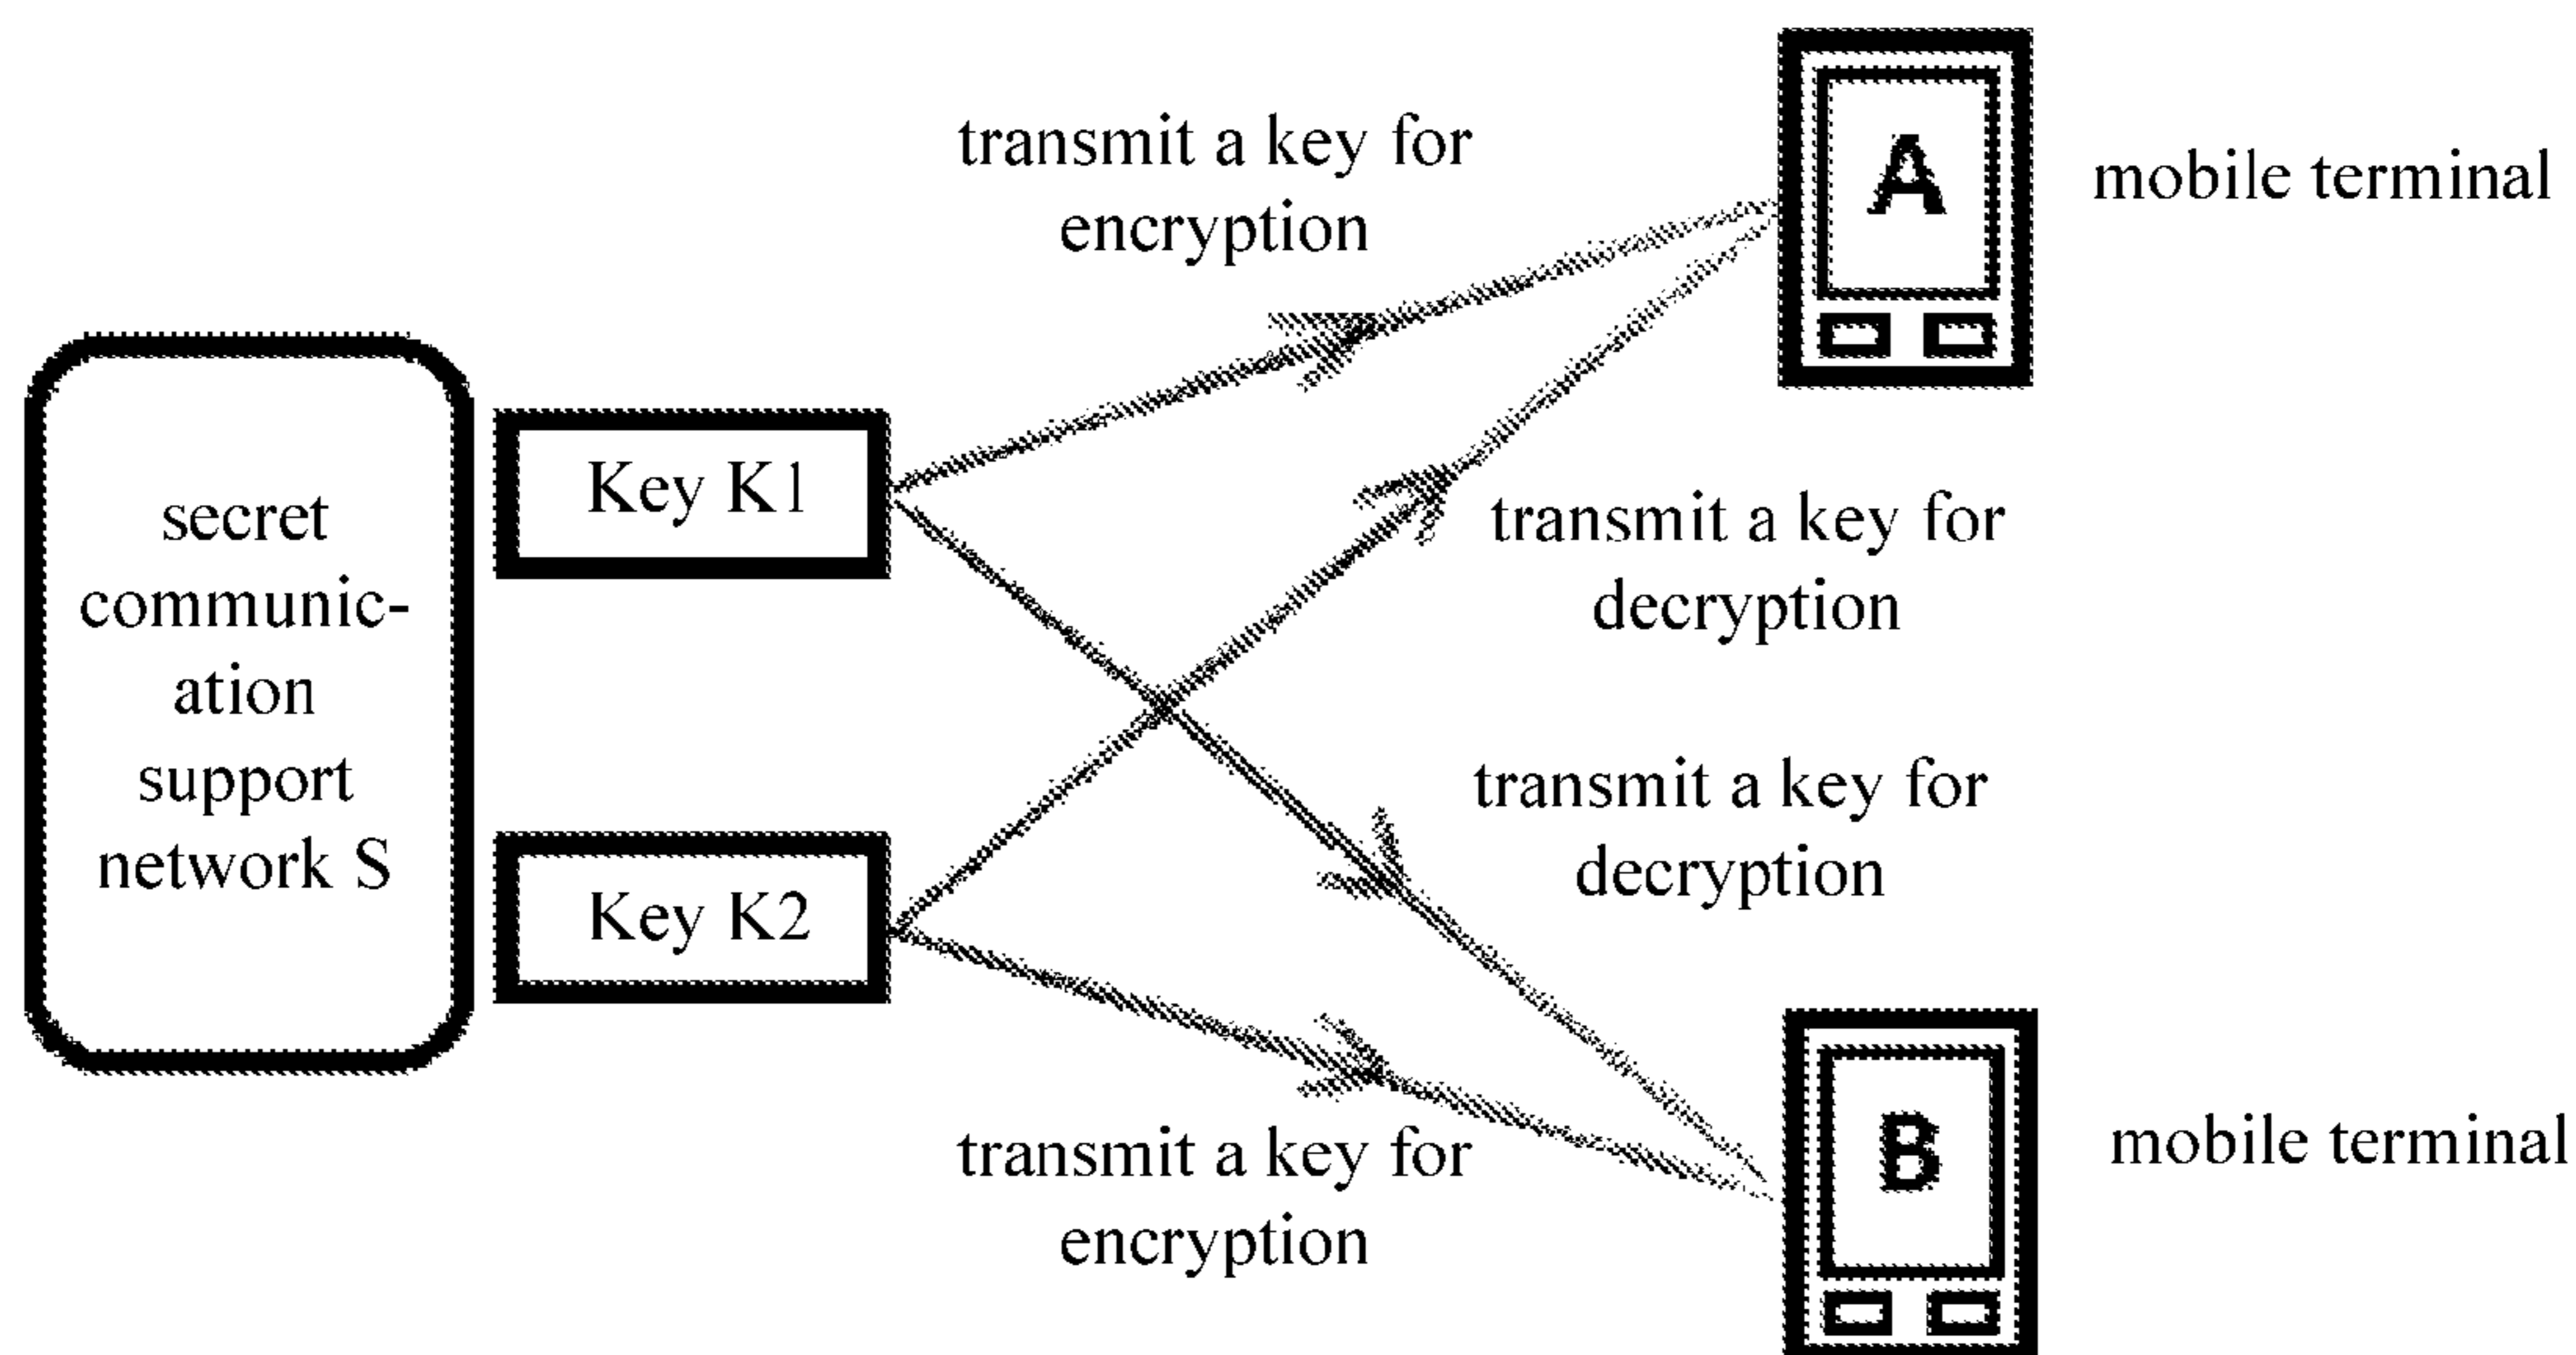 transmit a key for
encryption
A
mobile terminal
secret
communic-
ation
support
network S
Key K1
transmit a key for
decryption
Key K2
transmit a key for
decryption
transmit a key for
encryption
B
mobile terminal